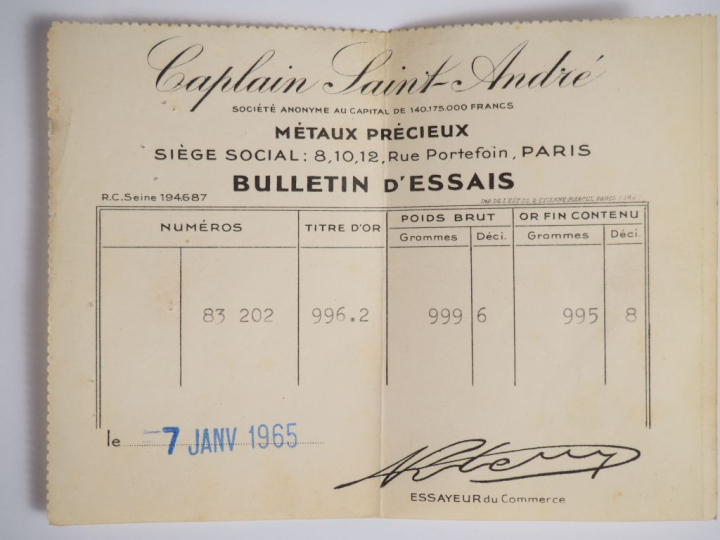 Caplain Saint-André
SOCIÉTÉ ANONYME AU CAPITAL DE 140.175.000 FRANCS
MÉTAUX PRÉCIEUX
SIÈGE SOCIAL: 8,10,12, Rue Portefoin, PARIS
BULLETIN D'ESSAIS
R.C. Seine 194.687
NUMÉROS TITRE D'OR POIDS BRUT OR FIN CONTENU
Grammes Déci. Grammes Déci.
83 202 996.2 999 6 995 8
le 7 JANV 1965
ESSAYEUR du Commerce